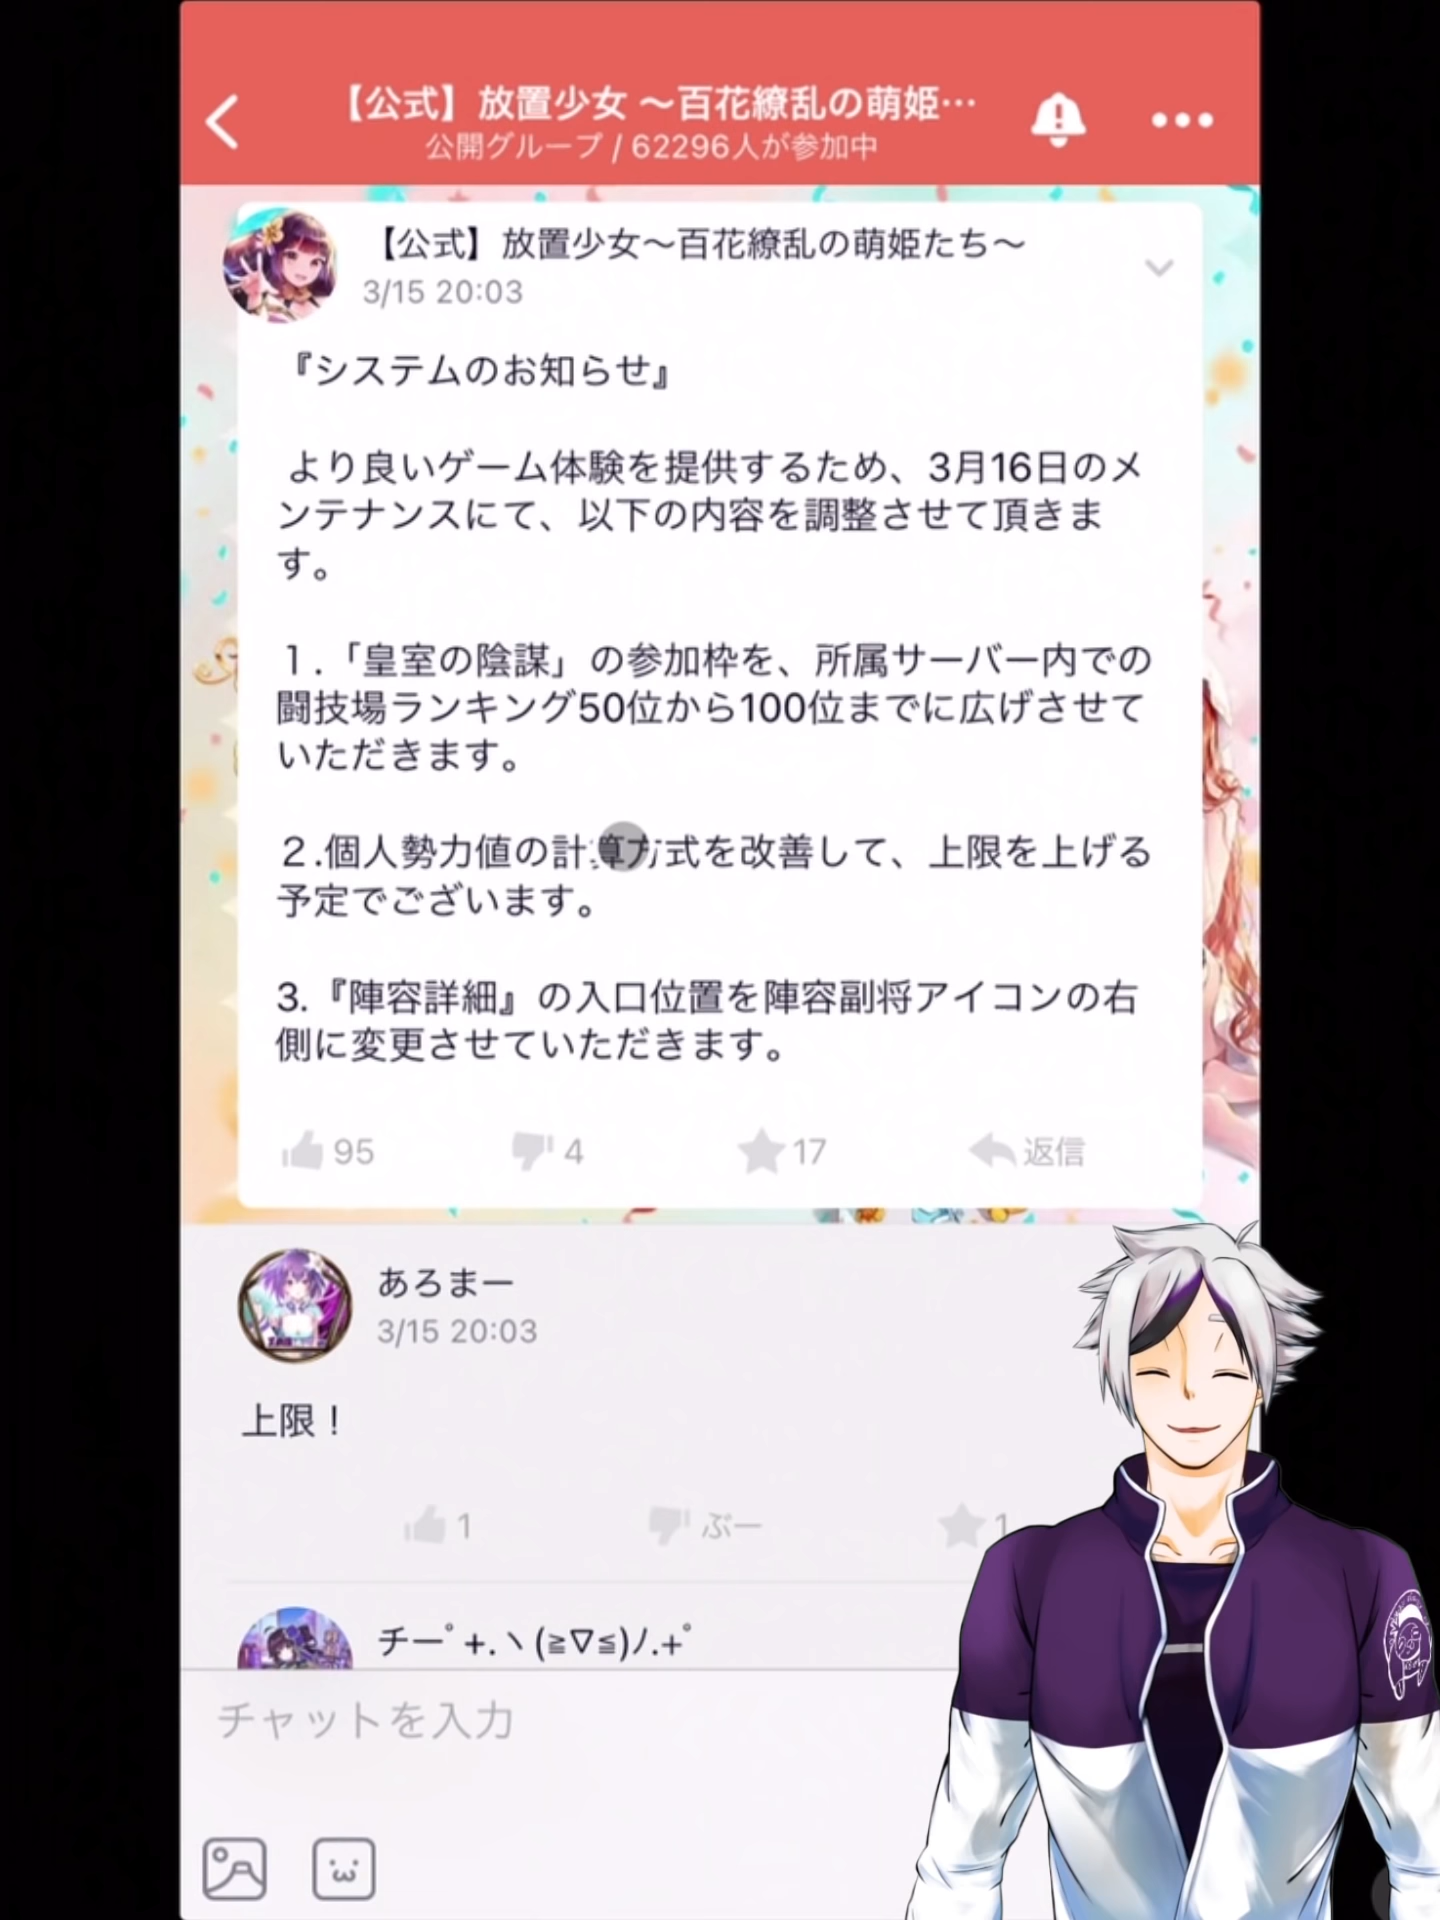 【公式】放置少女 〜百花繚乱の萌姫…
公開グループ / 62296人が参加中
【公式】放置少女〜百花繚乱の萌姫たち〜
3/15 20:03
『システムのお知らせ』
より良いゲーム体験を提供するため、3月16日のメ
ンテナンスにて、以下の内容を調整させて頂きま
す。
１.「皇室の陰謀」の参加枠を、所属サーバー内での
闘技場ランキング50位から100位までに広げさせて
いただきます。
２.個人勢力値の計算方式を改善して、上限を上げる
予定でございます。
3.『陣容詳細』の入口位置を陣容副将アイコンの右
側に変更させていただきます。
95 4 17 返信
あろまー
3/15 20:03
上限！
1 ぶー 1
チー゚+.ヽ(≧∇≦)ﾉ.+゚
チャットを入力